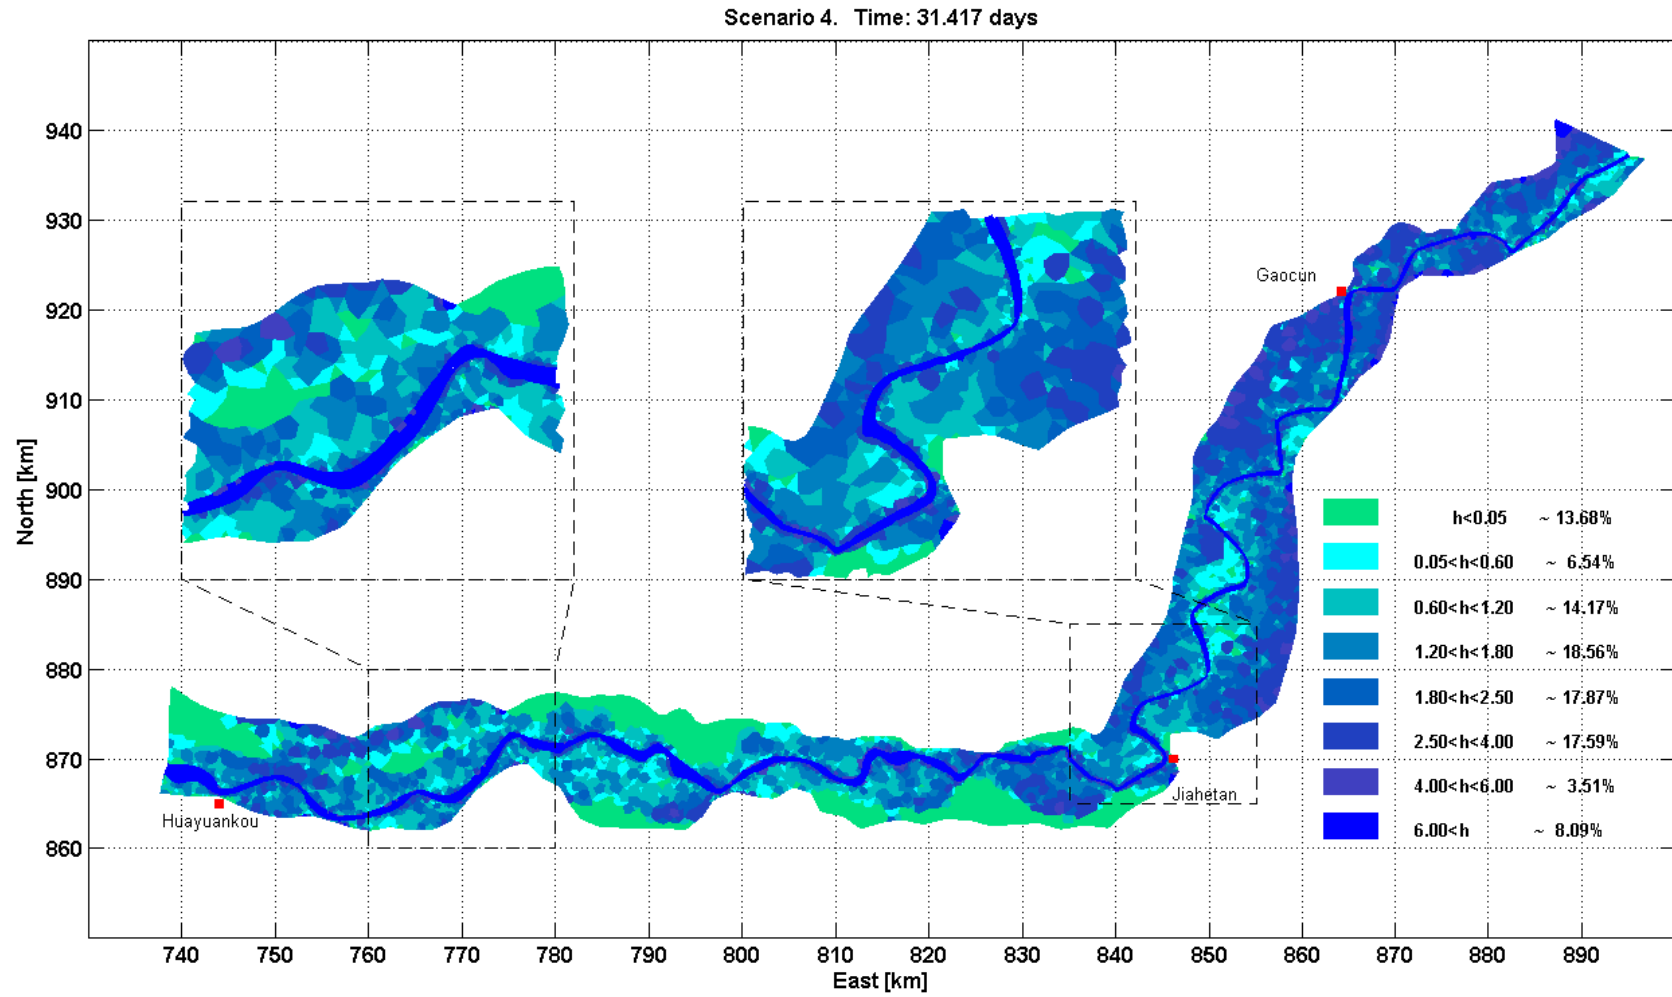 Scenario 4. Time: 31.417 days
North [km]
940
930
920
910
900
890
880
870
860
Gaocun
Jiahetan
Huayuankou
h<0.05 ~ 13.68%
0.05<h<0.60 ~ 6.54%
0.60<h<1.20 ~ 14.17%
1.20<h<1.80 ~ 18.56%
1.80<h<2.50 ~ 17.87%
2.50<h<4.00 ~ 17.59%
4.00<h<6.00 ~ 3.51%
6.00<h ~ 8.09%
740 750 760 770 780 790 800 810 820 830 840 850 860 870 880 890
East [km]